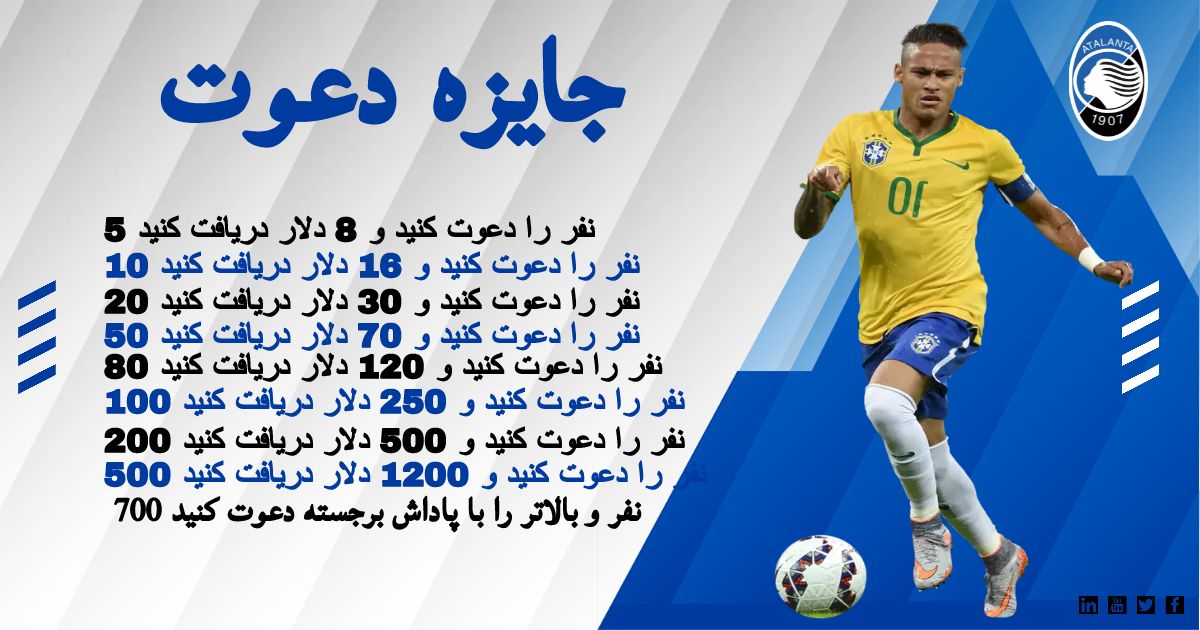 جایزه دعوت
نفر را دعوت کنید و 8 دلار دریافت کنید 5
نفر را دعوت کنید و 16 دلار دریافت کنید 10
نفر را دعوت کنید و 30 دلار دریافت کنید 20
نفر را دعوت کنید و 70 دلار دریافت کنید 50
نفر را دعوت کنید و 120 دلار دریافت کنید 80
نفر را دعوت کنید و 250 دلار دریافت کنید 100
نفر را دعوت کنید و 500 دلار دریافت کنید 200
نفر را دعوت کنید و 1200 دلار دریافت کنید 500
نفر و بالاتر را با پاداش برجسته دعوت کنید 700
ATALANTA
1907
10